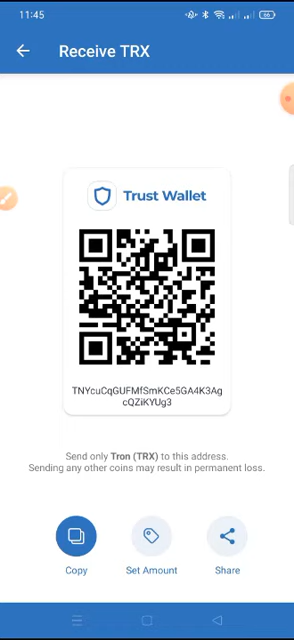 11:45
66
Receive TRX
Trust Wallet
TNYcuCqGUFMfSmKCe5GA4K3Ag
cQZiKYUg3
Send only Tron (TRX) to this address.
Sending any other coins may result in permanent loss.
Copy
Set Amount
Share